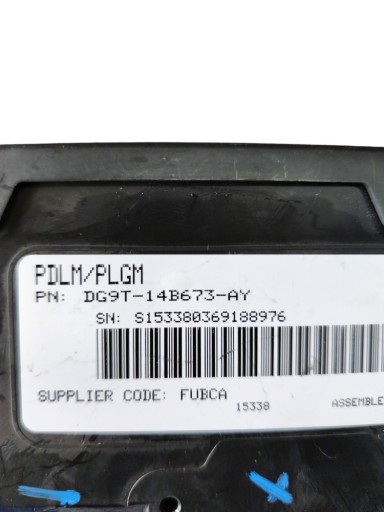 PDLM/PLGM
PN: DG9T-14B673-AY
SN: S153380369188976
SUPPLIER CODE: FUBCA
15338 ASSEMBLE